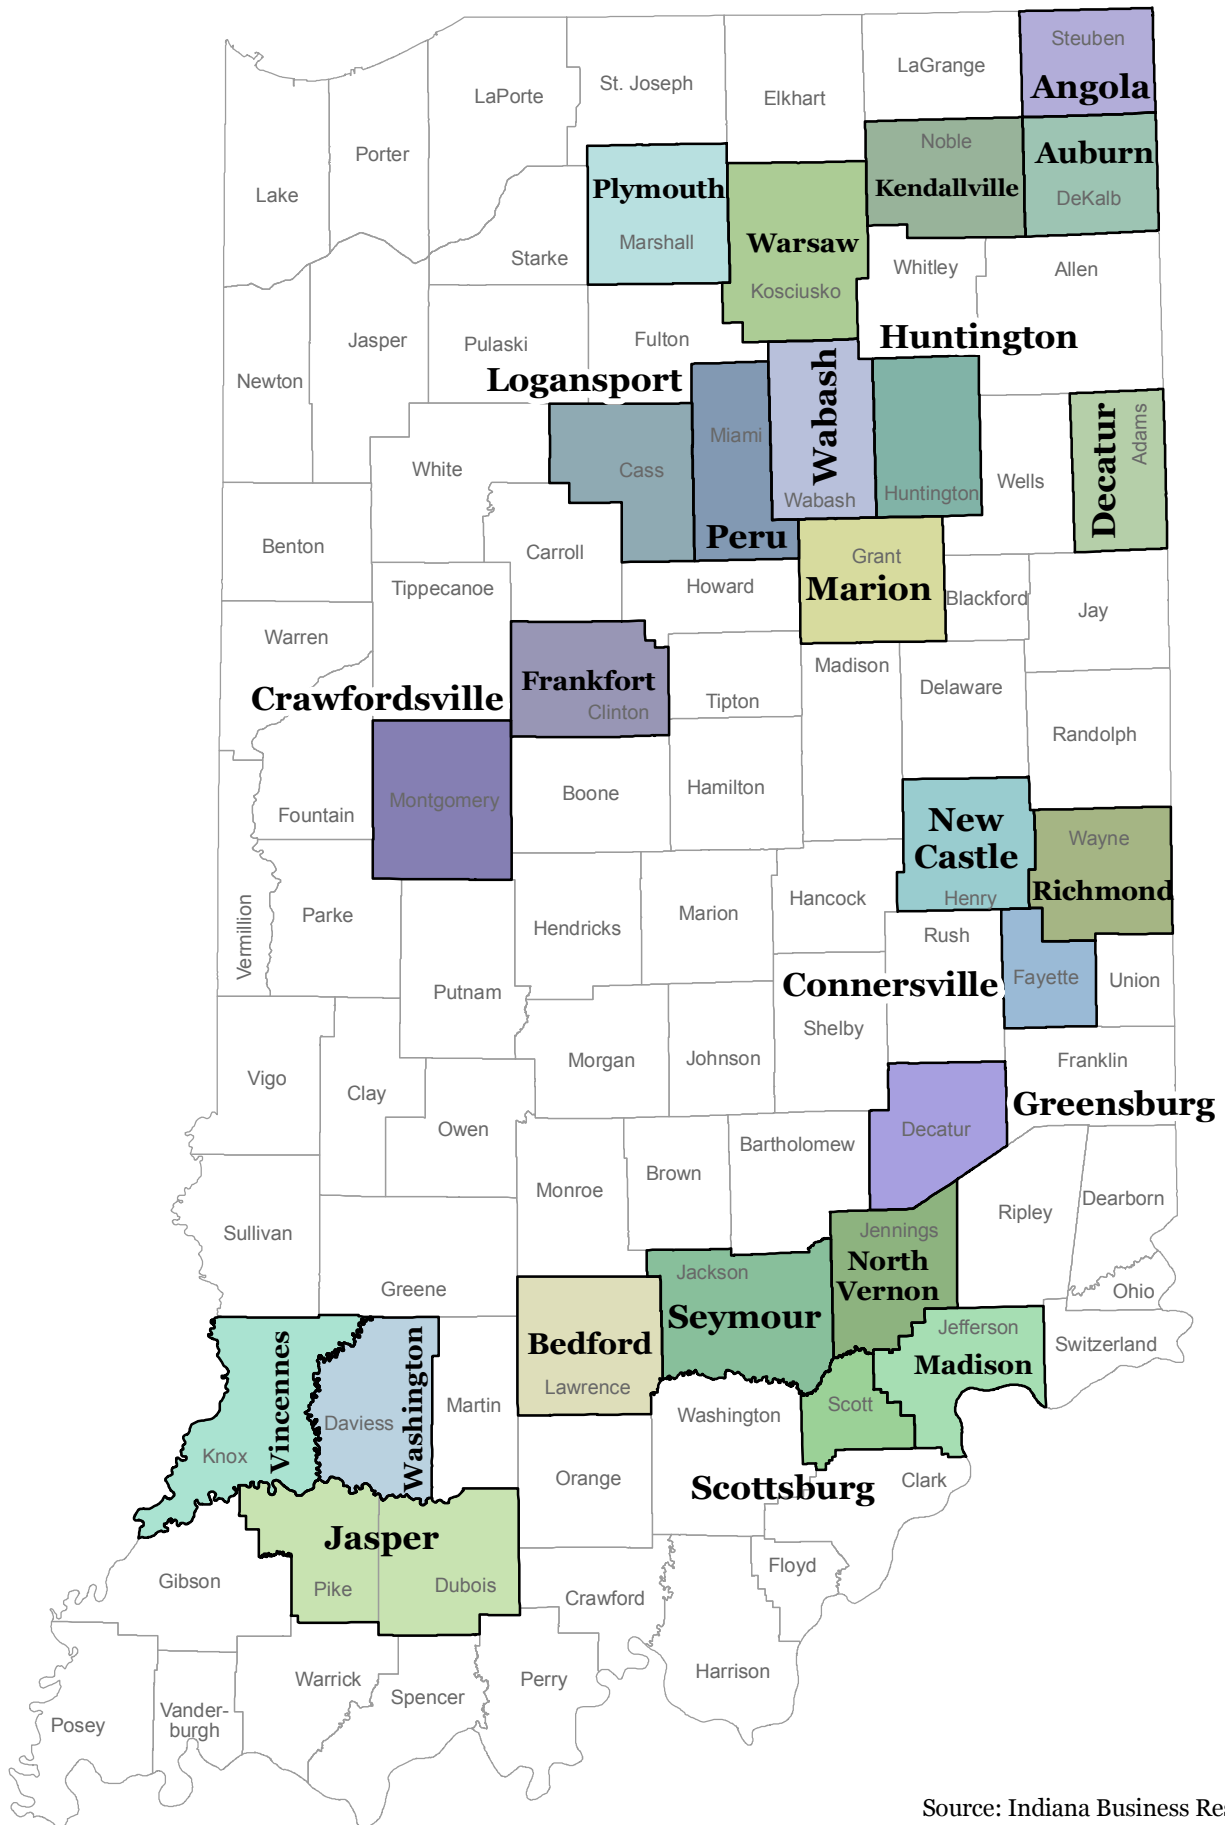 Steuben
Angola
LaGrange
St. Joseph
LaPorte
Elkhart
Noble
Kendallville
Auburn
DeKalb
Porter
Lake
Plymouth
Marshall
Warsaw
Kosciusko
Starke
Whitley
Allen
Huntington
Jasper
Pulaski
Fulton
Newton
Logansport
Wabash
Wabash
Miami
Peru
Cass
Huntington
Wells
Decatur
Adams
White
Benton
Carroll
Grant
Marion
Howard
Blackford
Jay
Tippecanoe
Warren
Madison
Delaware
Crawfordsville
Frankfort
Clinton
Tipton
Randolph
Montgomery
Boone
Hamilton
Fountain
New
Castle
Henry
Wayne
Richmond
Vermillion
Parke
Hendricks
Marion
Hancock
Rush
Putnam
Connersville
Fayette
Union
Shelby
Morgan
Johnson
Franklin
Vigo
Clay
Greensburg
Owen
Decatur
Bartholomew
Monroe
Brown
Ripley
Dearborn
Sullivan
Jennings
North
Vernon
Greene
Jackson
Seymour
Ohio
Jefferson
Madison
Switzerland
Bedford
Lawrence
Vincennes
Knox
Daviess
Washington
Martin
Washington
Scott
Scottsburg
Orange
Clark
Jasper
Pike
Dubois
Gibson
Crawford
Floyd
Harrison
Warrick
Spencer
Perry
Posey
Vander-
burgh
Source: Indiana Business Re